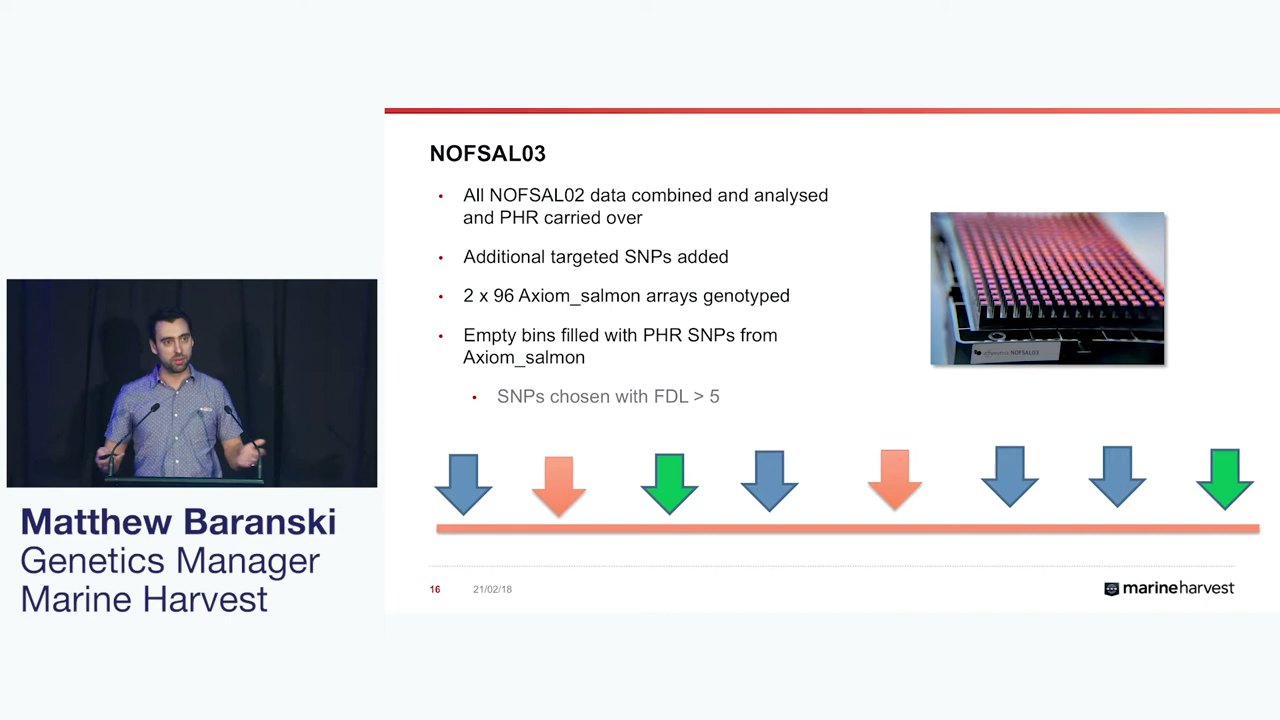 NOFSAL03
• All NOFSAL02 data combined and analysed
and PHR carried over
• Additional targeted SNPs added
• 2 x 96 Axiom_salmon arrays genotyped
• Empty bins filled with PHR SNPs from
Axiom_salmon
• SNPs chosen with FDL > 5
affymetrix NOFSAL03
Matthew Baranski
Genetics Manager
Marine Harvest
16 21/02/18
marineharvest